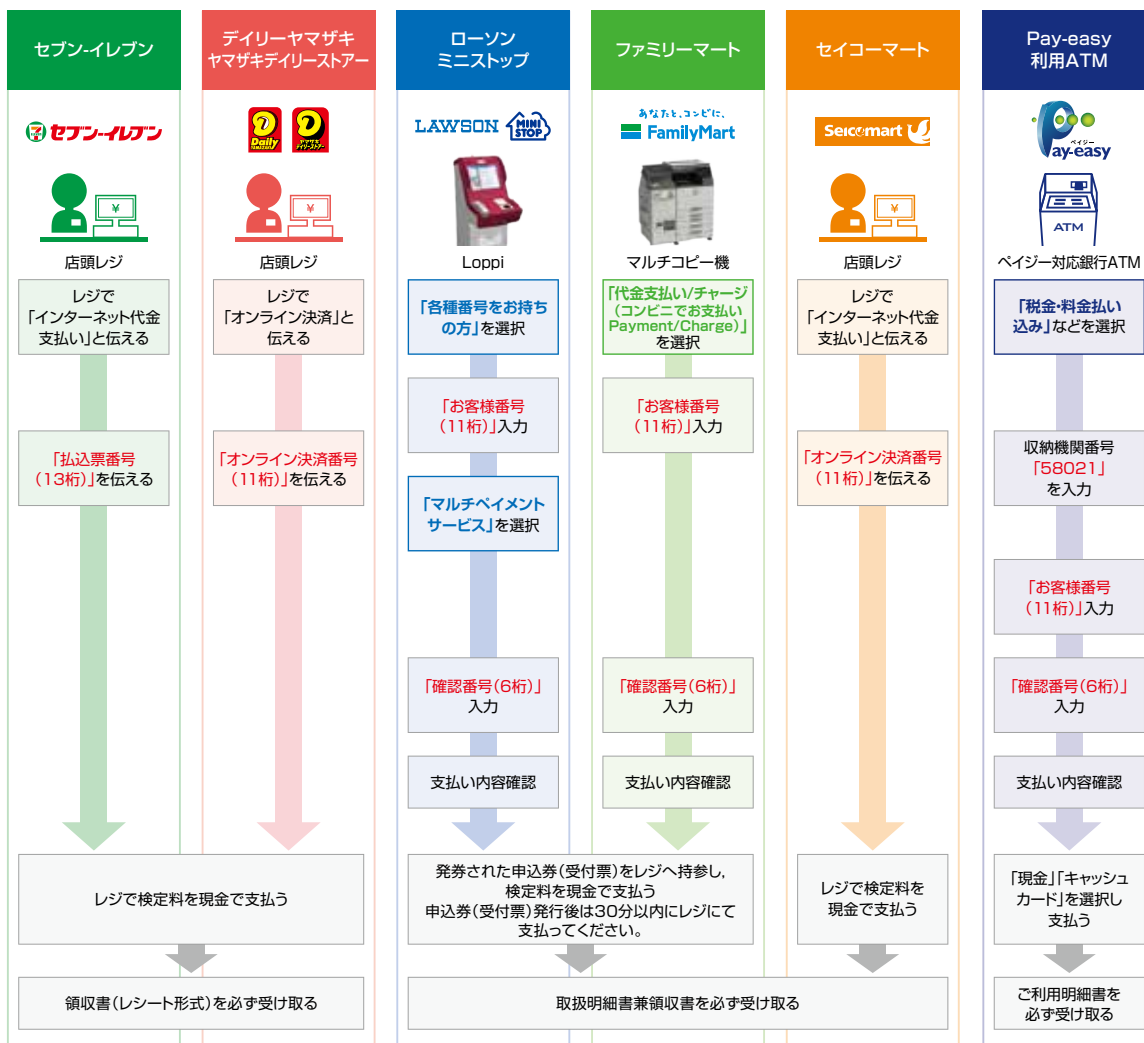 セブン-イレブン
デイリーヤマザキ
ヤマザキデイリーストアー
ローソン
ミニストップ
ファミリーマート
セイコーマート
Pay-easy
利用ATM
セブン-イレブン
Daily
YAMAZAKI
ヤマザキ
デイリーストアー
LAWSON
MINI
STOP
あなたと、コンビに、
FamilyMart
Seicomart
ペイジー
Pay-easy
¥
¥
¥
ATM
店頭レジ
店頭レジ
Loppi
マルチコピー機
店頭レジ
ペイジー対応銀行ATM
レジで
「インターネット代金
支払い」と伝える
レジで
「オンライン決済」と
伝える
「各種番号をお持ち
の方」を選択
「代金支払い/チャージ
(コンビニでお支払い
Payment/Charge)」
を選択
レジで
「インターネット代金
支払い」と伝える
「税金・料金払い
込み」などを選択
「お客様番号
(11桁)」入力
「お客様番号
(11桁)」入力
「払込票番号
(13桁)」を伝える
「オンライン決済番号
(11桁)」を伝える
「マルチペイメント
サービス」を選択
「オンライン決済番号
(11桁)」を伝える
収納機関番号
「58021」
を入力
「お客様番号
(11桁)」入力
「確認番号(6桁)」
入力
「確認番号(6桁)」
入力
「確認番号(6桁)」
入力
支払い内容確認
支払い内容確認
支払い内容確認
レジで検定料を現金で支払う
発券された申込券(受付票)をレジへ持参し,
検定料を現金で支払う
申込券(受付票)発行後は30分以内にレジにて
支払ってください。
レジで検定料を
現金で支払う
「現金」「キャッシュ
カード」を選択し
支払う
領収書(レシート形式)を必ず受け取る
取扱明細書兼領収書を必ず受け取る
ご利用明細書を
必ず受け取る